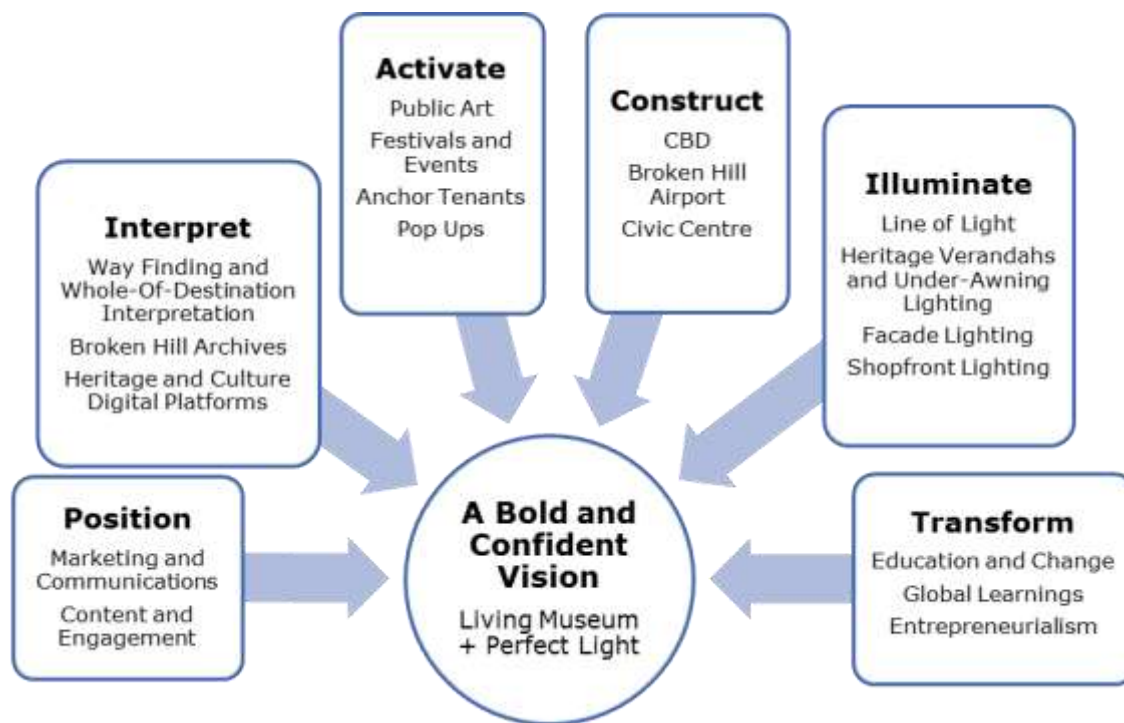 Position
Marketing and
Communications
Content and
Engagement
Interpret
Way Finding and
Whole-Of-Destination
Interpretation
Broken Hill Archives
Heritage and Culture
Digital Platforms
Activate
Public Art
Festivals and
Events
Anchor Tenants
Pop Ups
Construct
CBD
Broken Hill
Airport
Civic Centre
Illuminate
Line of Light
Heritage Verandahs
and Under-Awning
Lighting
Facade Lighting
Shopfront Lighting
Transform
Education and Change
Global Learnings
Entrepreneurialism
A Bold and
Confident
Vision
Living Museum
+ Perfect Light